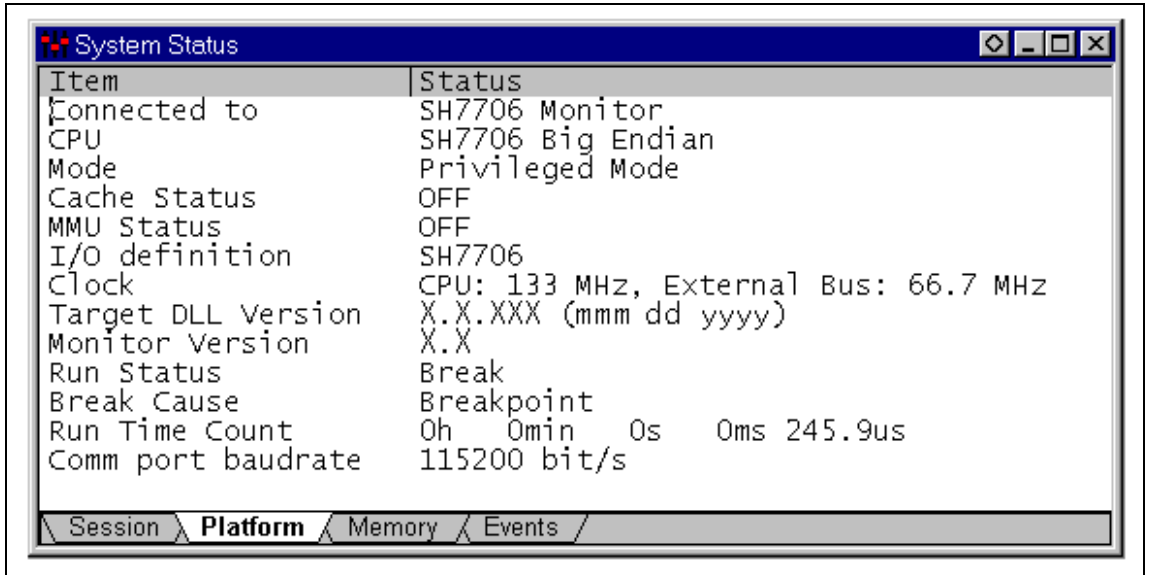 System Status
Item Status
Connected to SH7706 Monitor
CPU SH7706 Big Endian
Mode Privileged Mode
Cache Status OFF
MMU Status OFF
I/O definition SH7706
Clock CPU: 133 MHz, External Bus: 66.7 MHz
Target DLL Version X.X.XXX (mmm dd yyyy)
Monitor Version X.X
Run Status Break
Break Cause Breakpoint
Run Time Count 0h 0min 0s 0ms 245.9us
Comm port baudrate 115200 bit/s
Session Platform Memory Events